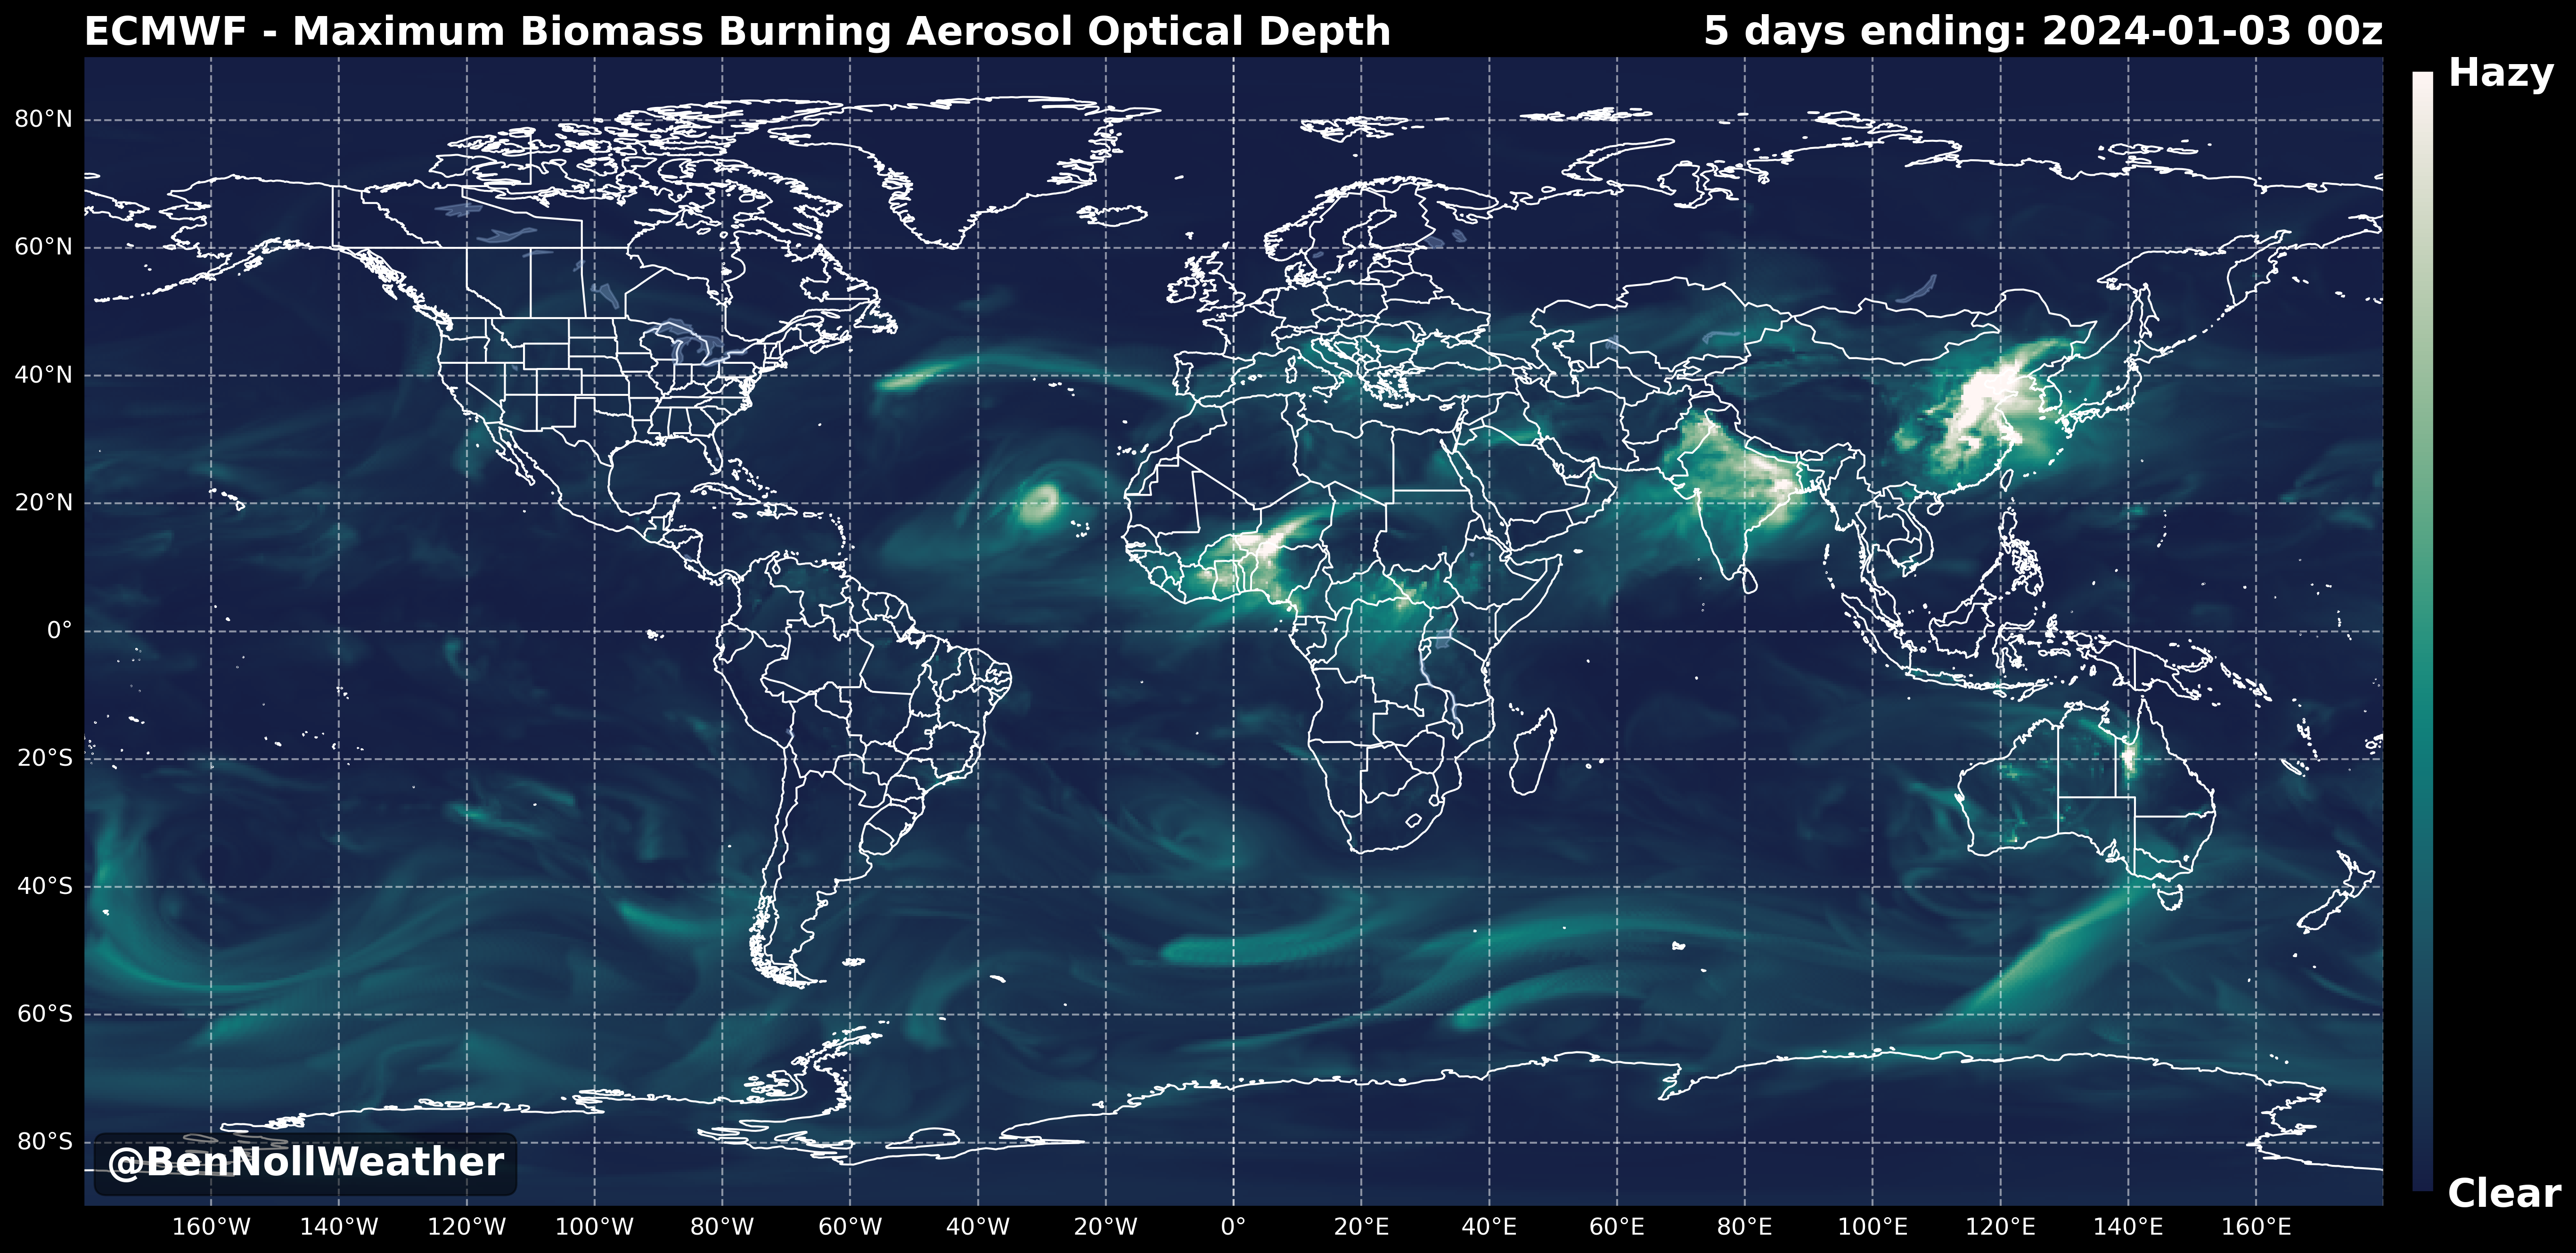 ECMWF - Maximum Biomass Burning Aerosol Optical Depth
5 days ending: 2024-01-03 00z
Hazy
80°N
60°N
40°N
20°N
0°
20°S
40°S
60°S
80°S
@BenNollWeather
Clear
160°W 140°W 120°W 100°W 80°W 60°W 40°W 20°W 0° 20°E 40°E 60°E 80°E 100°E 120°E 140°E 160°E